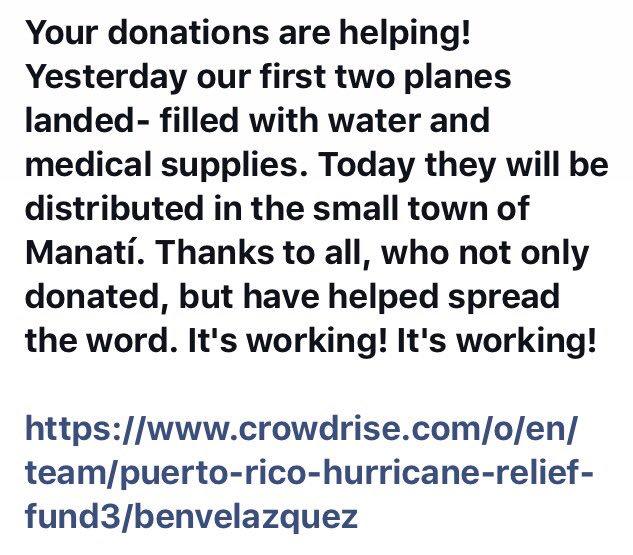 Your donations are helping!
Yesterday our first two planes
landed- filled with water and
medical supplies. Today they will be
distributed in the small town of
Manatí. Thanks to all, who not only
donated, but have helped spread
the word. It's working! It's working!
https://www.crowdrise.com/o/en/
team/puerto-rico-hurricane-relief-
fund3/benvelazquez